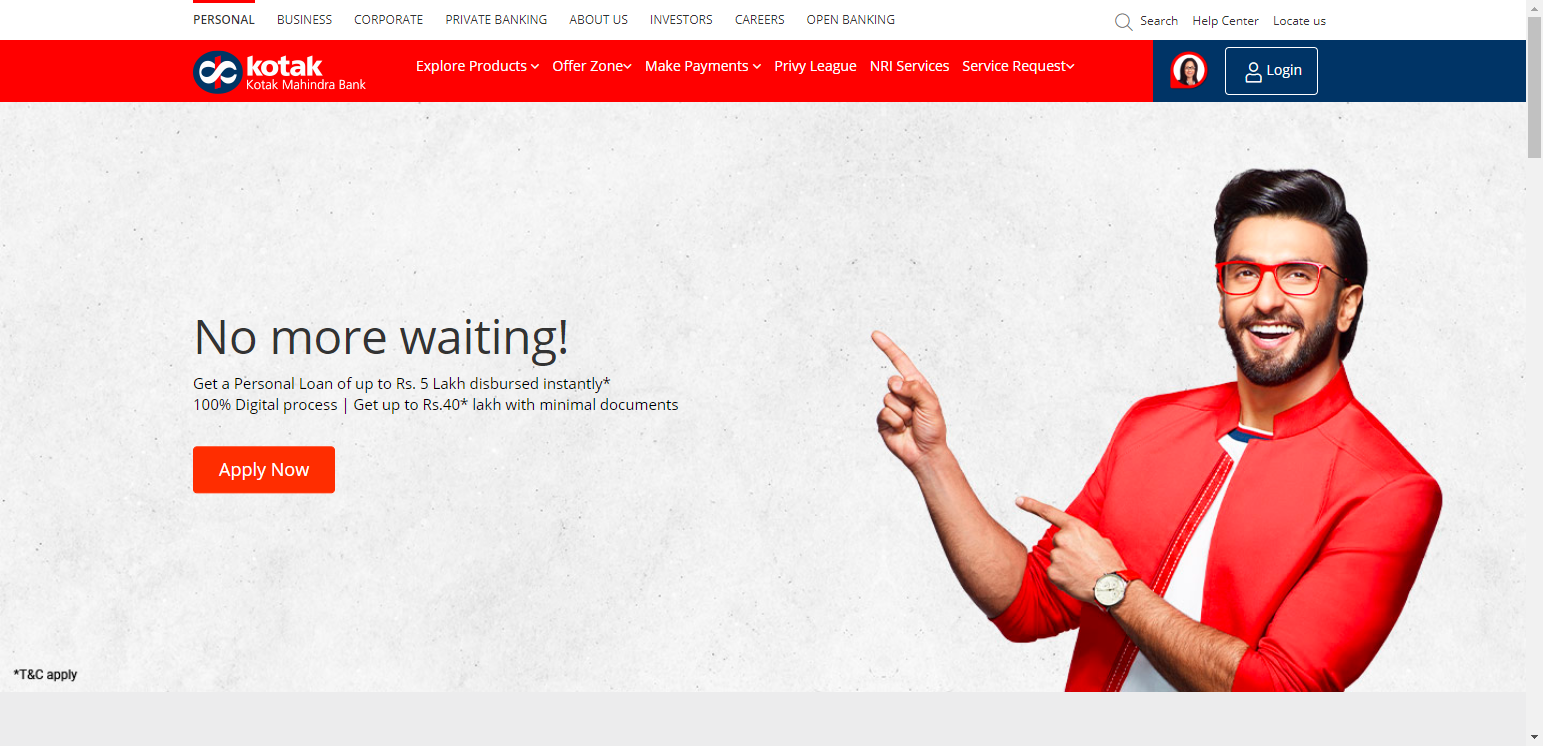 PERSONAL BUSINESS CORPORATE PRIVATE BANKING ABOUT US INVESTORS CAREERS OPEN BANKING Search Help Center Locate us
kotak
Kotak Mahindra Bank
Explore Products Offer Zone Make Payments Privy League NRI Services Service Request Login
No more waiting!
Get a Personal Loan of up to Rs. 5 Lakh disbursed instantly*
100% Digital process | Get up to Rs.40* lakh with minimal documents
Apply Now
*T&C apply